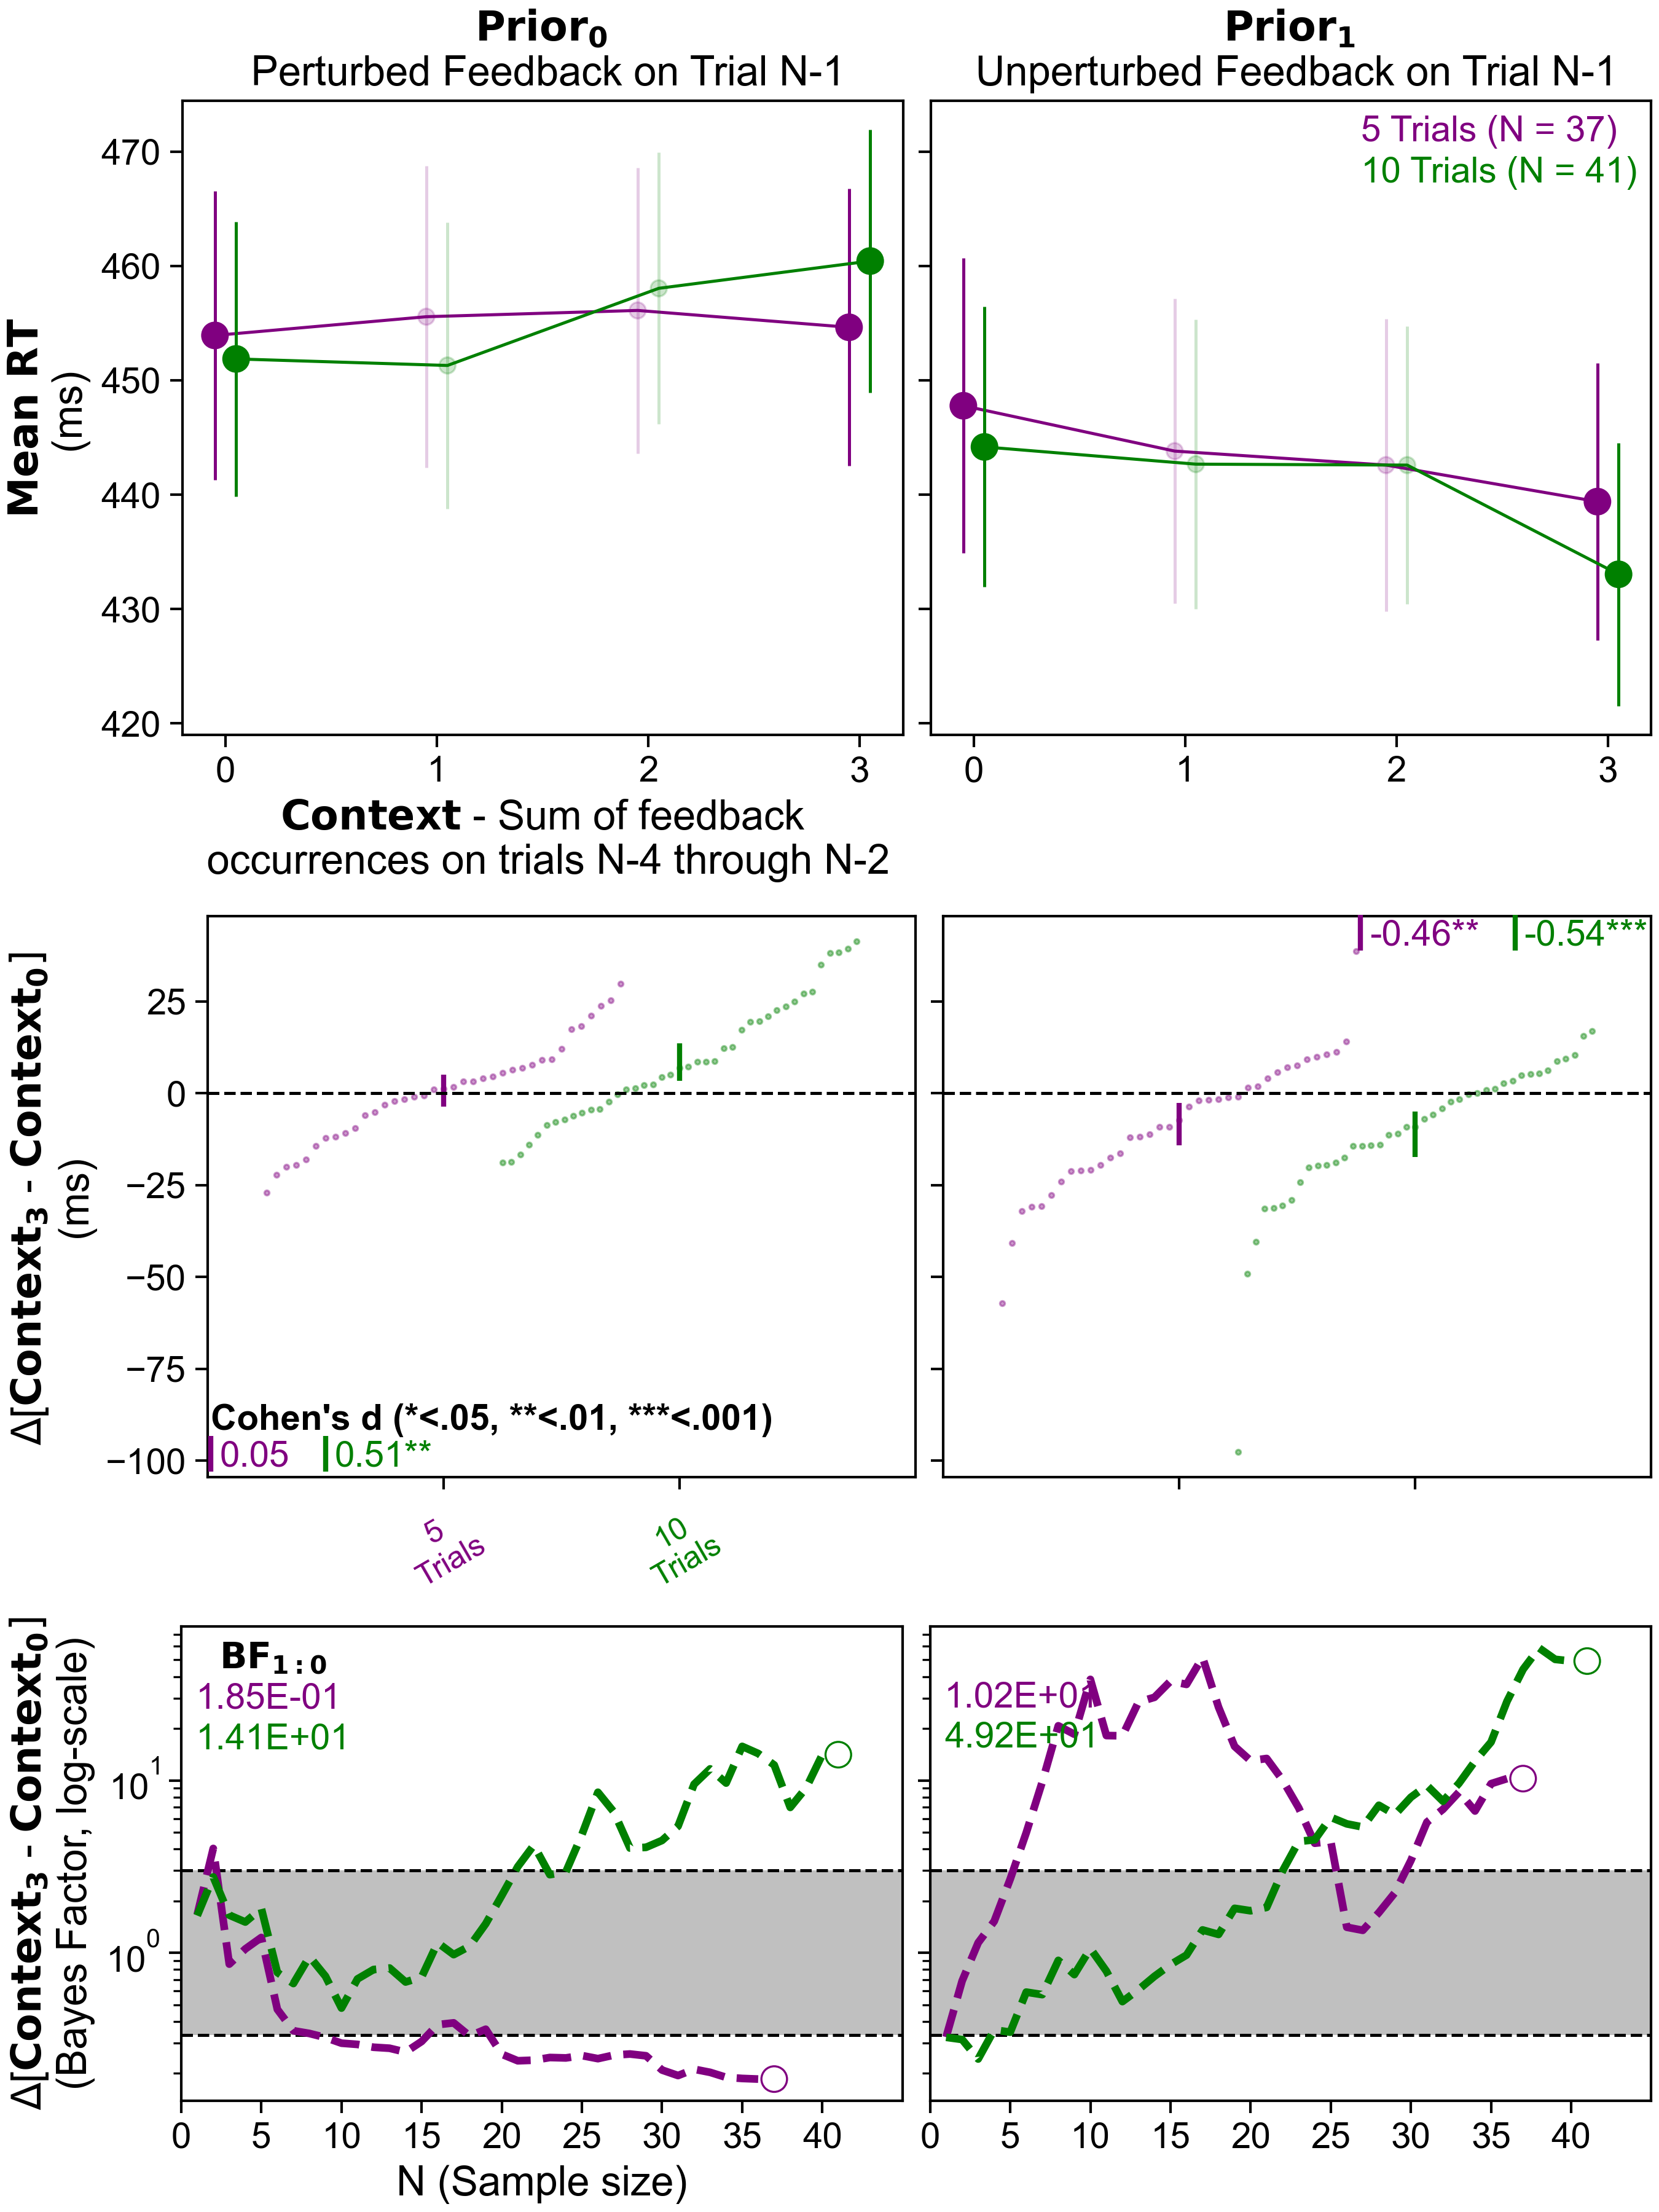 Prior0
Perturbed Feedback on Trial N-1
Prior1
Unperturbed Feedback on Trial N-1
5 Trials (N = 37)
10 Trials (N = 41)
Mean RT
(ms)
470
460
450
440
430
420
0 1 2 3
0 1 2 3
Context - Sum of feedback
occurrences on trials N-4 through N-2
Δ[Context3 - Context0]
(ms)
25
0
−25
−50
−75
−100
-0.46** -0.54***
Cohen's d (*<.05, **<.01, ***<.001)
0.05 0.51**
5
Trials
10
Trials
Δ[Context3 - Context0]
(Bayes Factor, log-scale)
BF1:0
1.85E-01
1.41E+01
1.02E+01
4.92E+01
10^1
10^0
0 5 10 15 20 25 30 35 40
0 5 10 15 20 25 30 35 40
N (Sample size)